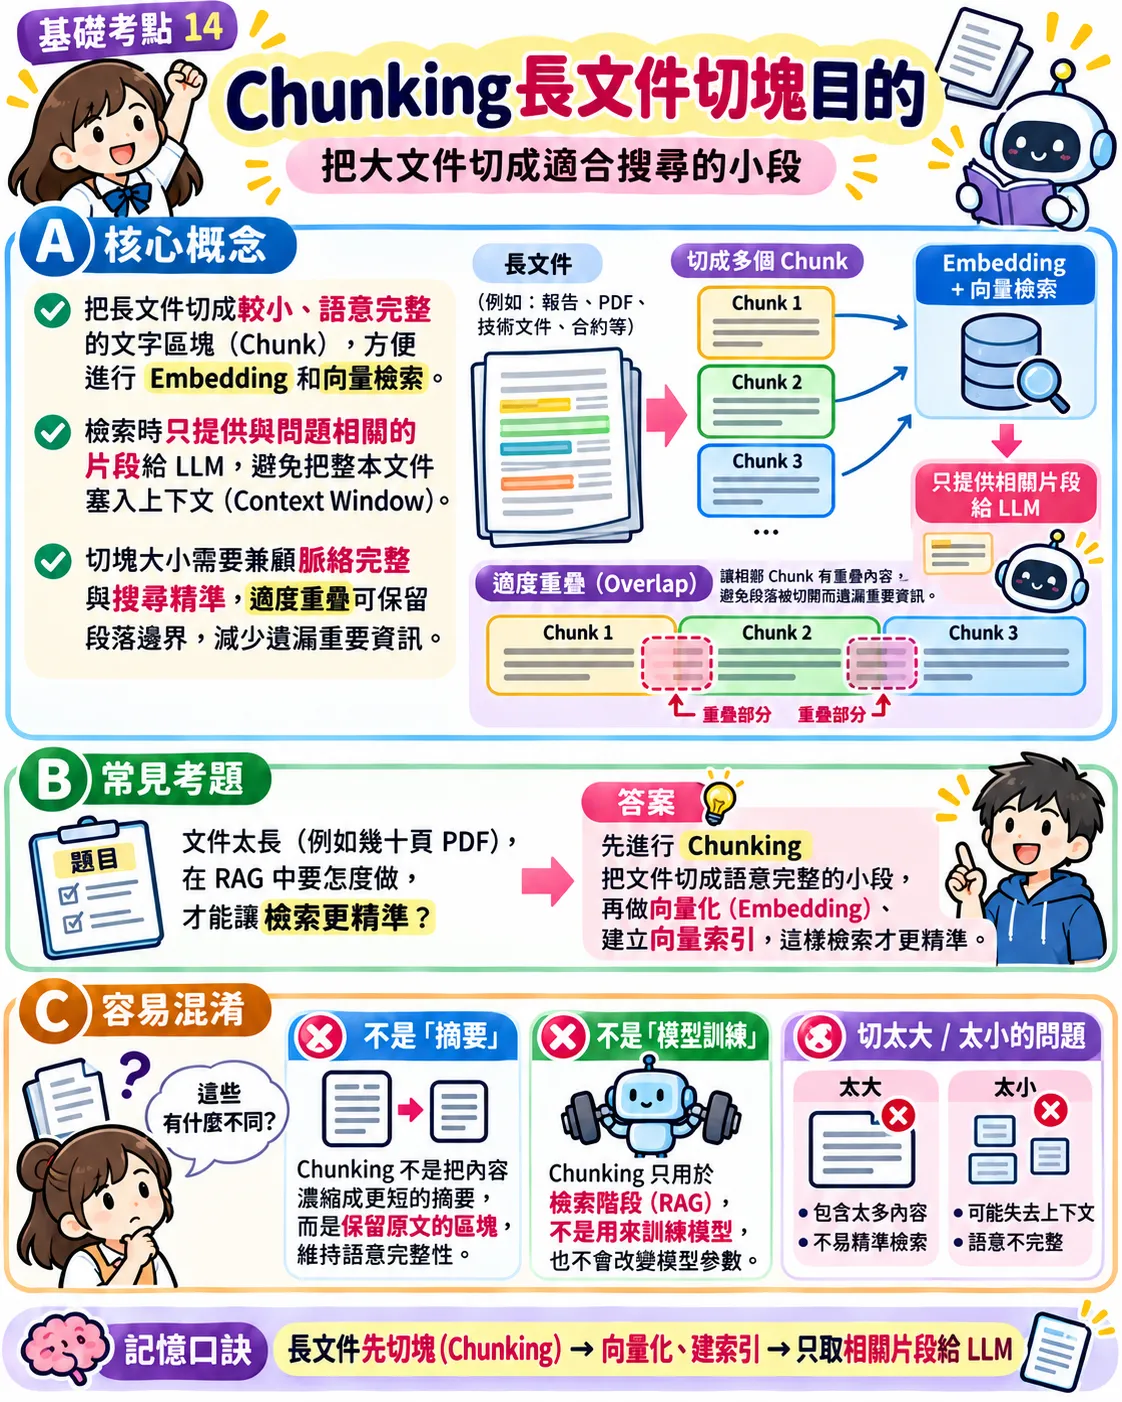 基礎考點 14
Chunking長文件切塊目的
把大文件切成適合搜尋的小段
A 核心概念
把長文件切成較小、語意完整
的文字區塊（Chunk），方便
進行 Embedding 和向量檢索。
檢索時只提供與問題相關的
片段給 LLM，避免把整本文件
塞入上下文 (Context Window)。
切塊大小需要兼顧脈絡完整
與搜尋精準，適度重疊可保留
段落邊界，減少遺漏重要資訊。
長文件
（例如：報告、PDF、
技術文件、合約等）
切成多個 Chunk
Chunk 1
Chunk 2
Chunk 3
...
Embedding
+ 向量檢索
只提供相關片段
給 LLM
適度重疊（Overlap）
讓相鄰 Chunk 有重疊內容，
避免段落被切開而遺漏重要資訊。
Chunk 1
Chunk 2
Chunk 3
重疊部分
重疊部分
B 常見考題
題目
文件太長（例如幾十頁 PDF），
在 RAG 中要怎度做，
才能讓檢索更精準？
答案
先進行 Chunking
把文件切成語意完整的小段，
再做向量化（Embedding）、
建立向量索引，這樣檢索才更精準。
C 容易混淆
?
這些
有什麼不同?
不是「摘要」
Chunking 不是把內容
濃縮成更短的摘要，
而是保留原文的區塊，
維持語意完整性。
不是「模型訓練」
Chunking 只用於
檢索階段（RAG），
不是用來訓練模型，
也不會改變模型參數。
切太大 / 太小的問題
太大
• 包含太多內容
• 不易精準檢索
太小
• 可能失去上下文
• 語意不完整
記憶口訣
長文件先切塊(Chunking) → 向量化、建索引 → 只取相關片段給 LLM